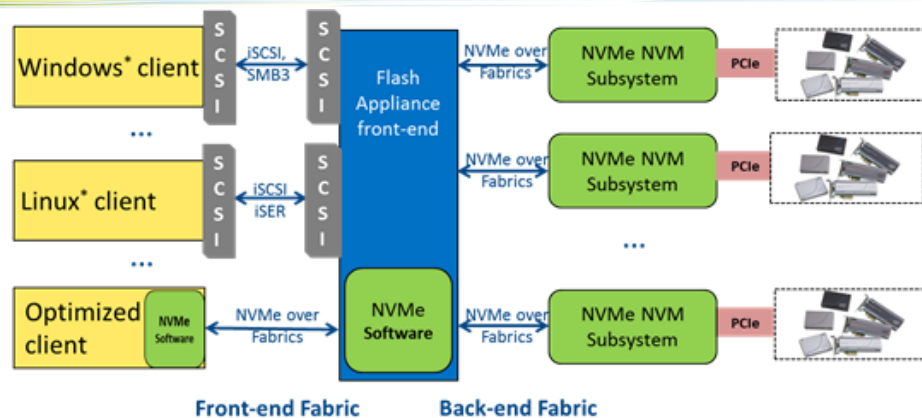 Windows* client
S
C
S
I
iSCSI,
SMB3
S
C
S
I
Flash
Appliance
front-end
NVMe over
Fabrics
NVMe NVM
Subsystem
PCIe
...
Linux* client
S
C
S
I
iSCSI
iSER
S
C
S
I
NVMe over
Fabrics
NVMe NVM
Subsystem
PCIe
...
...
Optimized
client
NVMe
Software
NVMe over
Fabrics
NVMe
Software
NVMe over
Fabrics
NVMe NVM
Subsystem
PCIe
Front-end Fabric
Back-end Fabric